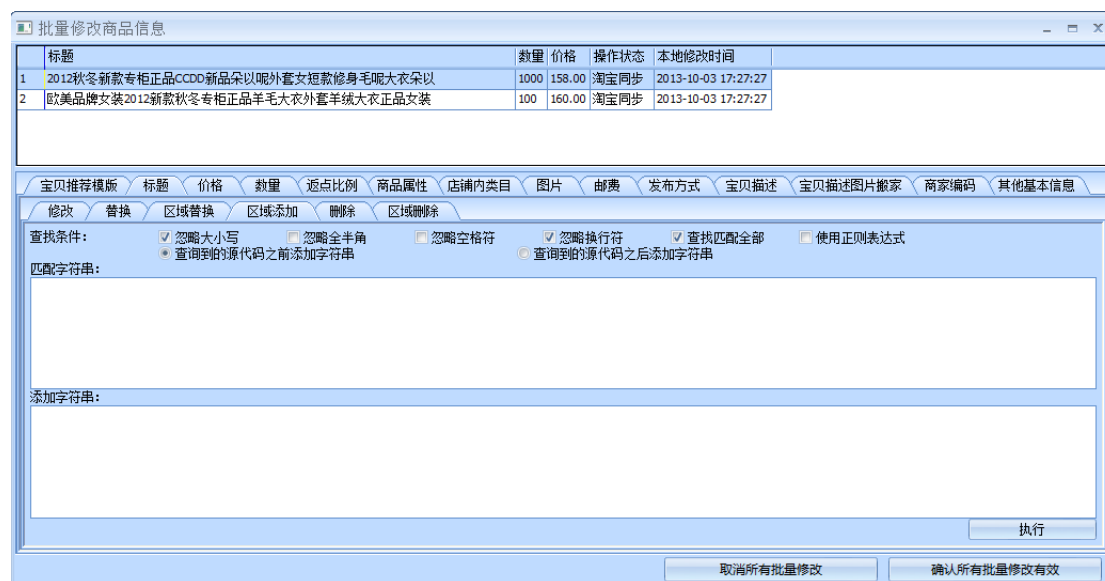 批量修改商品信息
标题 数量 价格 操作状态 本地修改时间
1 2012秋冬新款专柜正品CCDD新品朵以呢外套女短款修身毛呢大衣朵以 1000 158.00 淘宝同步 2013-10-03 17:27:27
2 欧美品牌女装2012新款秋冬专柜正品羊毛大衣外套羊绒大衣正品女装 100 160.00 淘宝同步 2013-10-03 17:27:27
宝贝推荐模版 标题 价格 数量 返点比例 商品属性 店铺内类目 图片 邮费 发布方式 宝贝描述 宝贝描述图片搬家 商家编码 其他基本信息
修改 替换 区域替换 区域添加 删除 区域删除
查找条件: 忽略大小写 忽略全半角 忽略空格符 忽略换行符 查找匹配全部 使用正则表达式
查询到的源代码之前添加字符串 查询到的源代码之后添加字符串
匹配字符串:
添加字符串:
执行
取消所有批量修改 确认所有批量修改有效